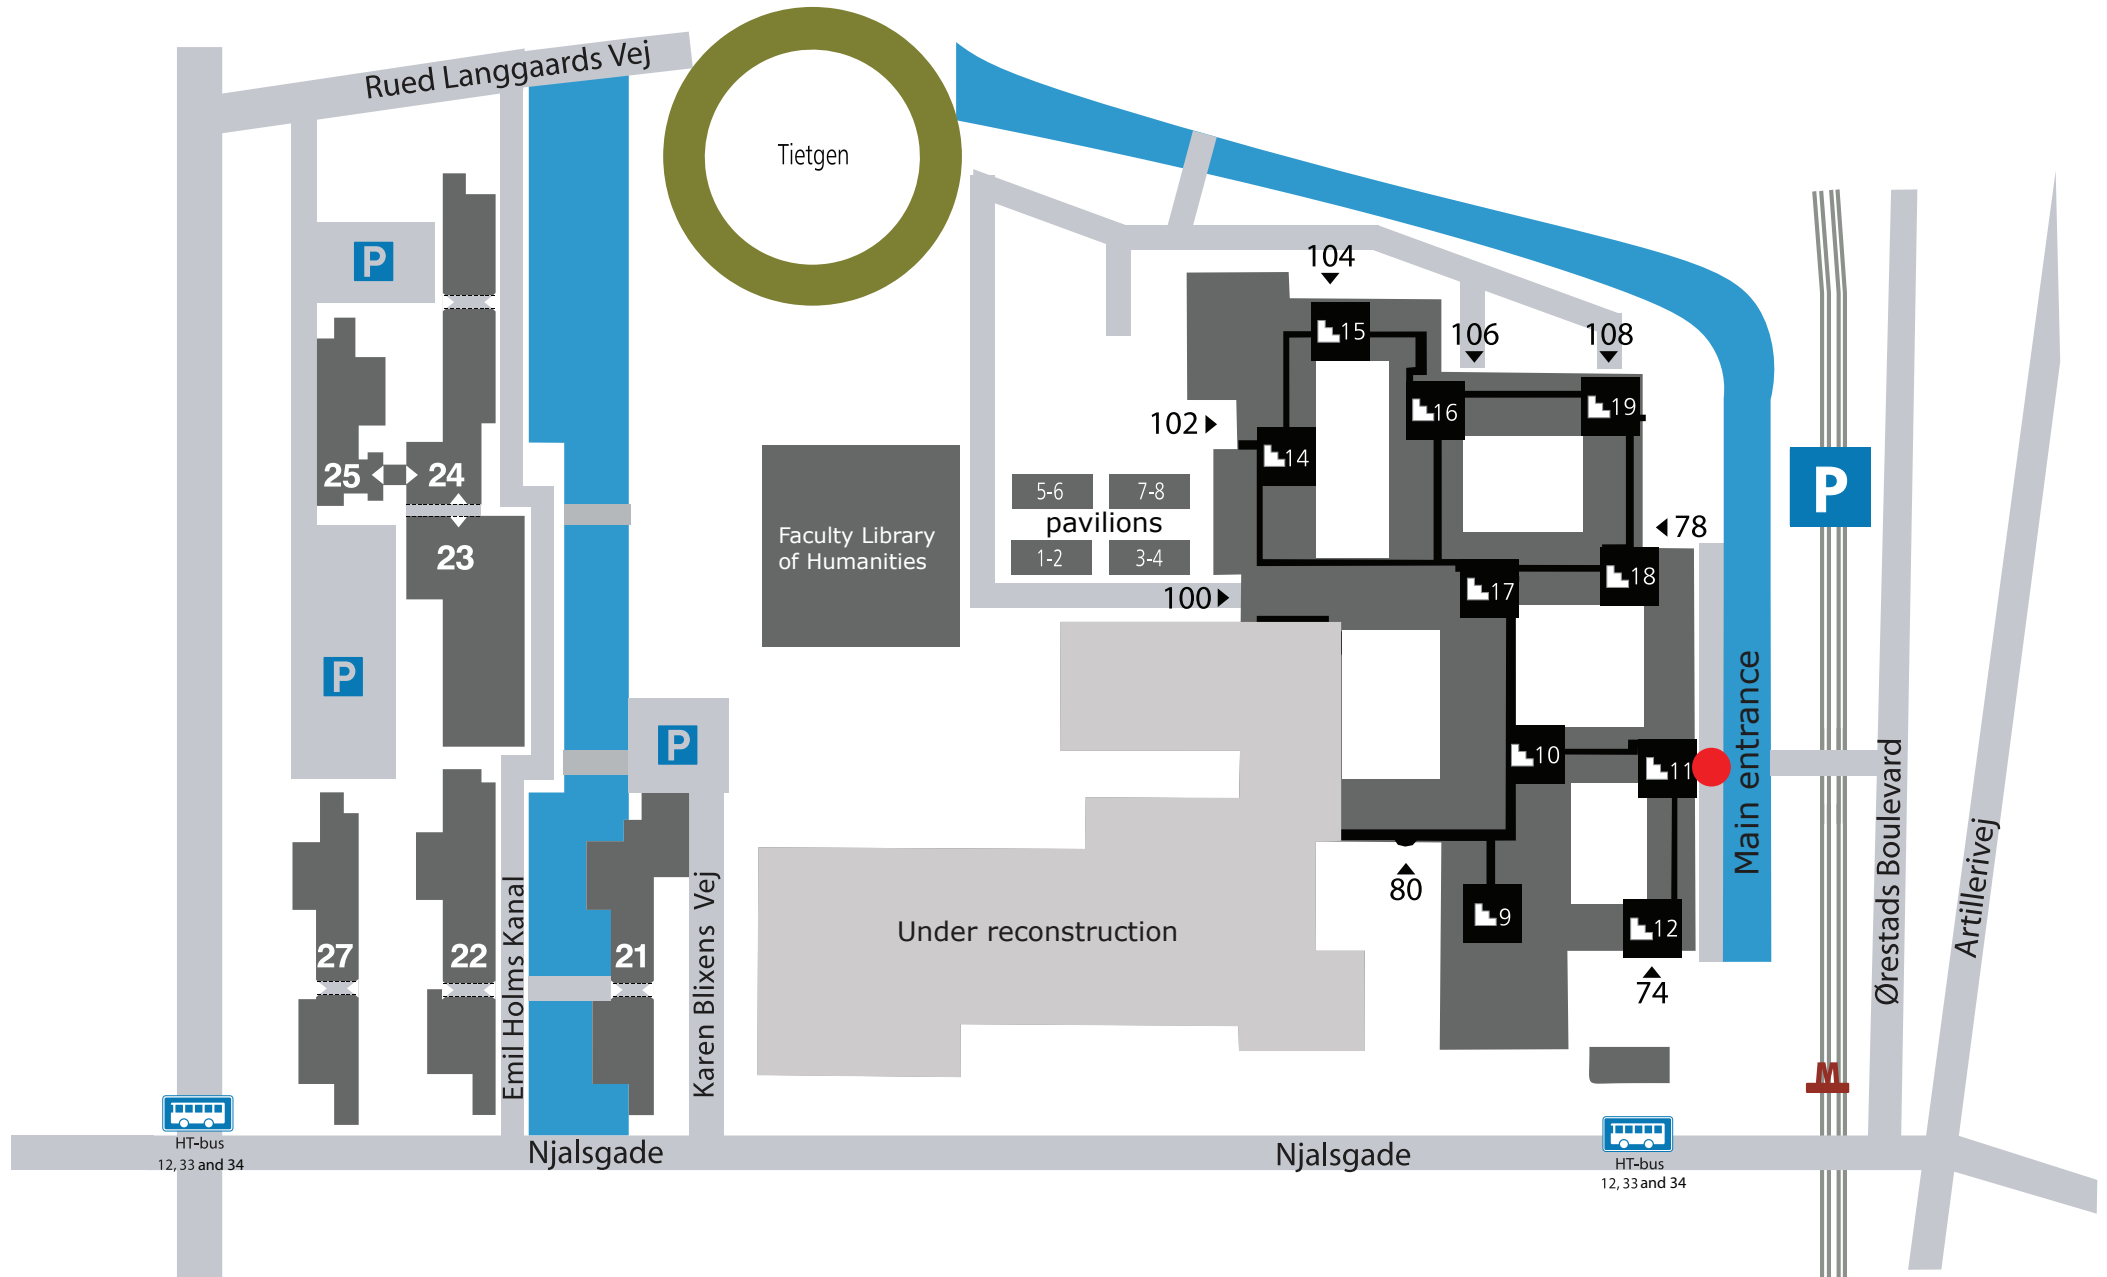 Rued Langgaards Vej
Tietgen
P
104
106
108
15
16
19
102
14
25
24
5-6
7-8
pavilions
1-2
3-4
P
78
Faculty Library
of Humanities
23
17
18
100
P
P
10
11
Main entrance
Ørestads Boulevard
Artillerivej
80
9
12
Under reconstruction
27
22
21
Emil Holms Kanal
Karen Blixens Vej
74
M
HT-bus
12, 33 and 34
Njalsgade
Njalsgade
HT-bus
12, 33 and 34